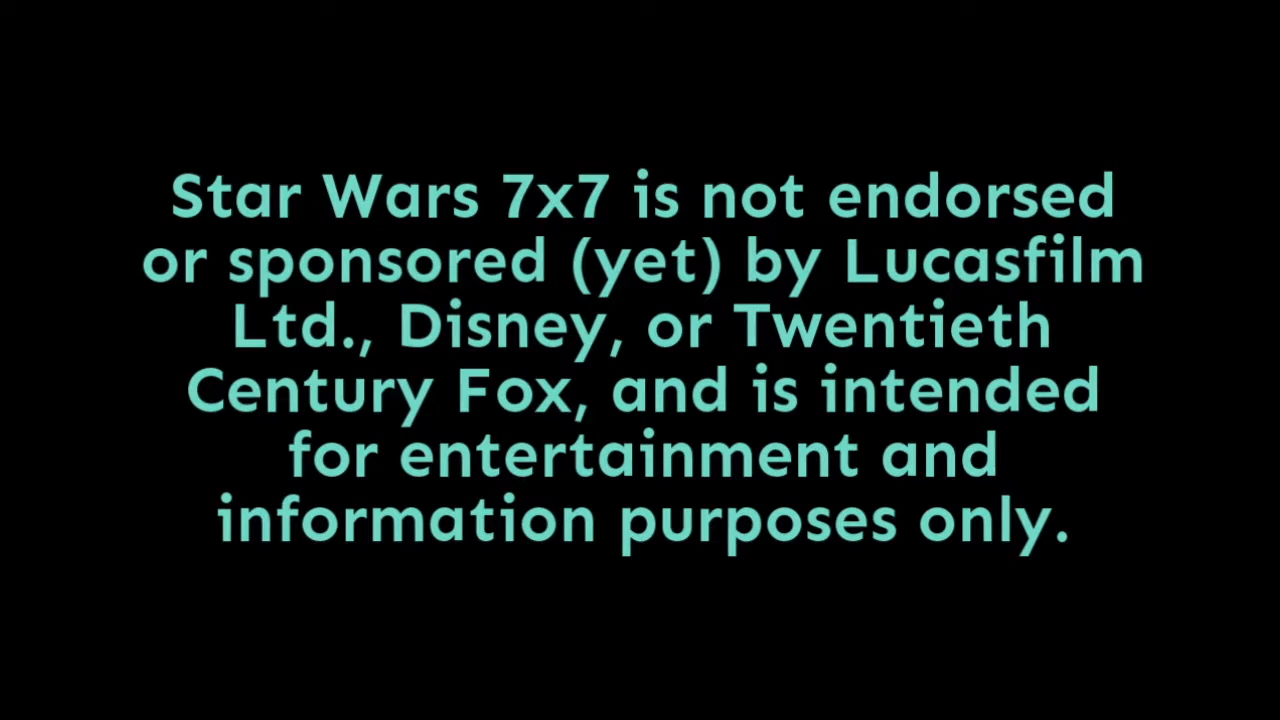 Star Wars 7x7 is not endorsed
or sponsored (yet) by Lucasfilm
Ltd., Disney, or Twentieth
Century Fox, and is intended
for entertainment and
information purposes only.